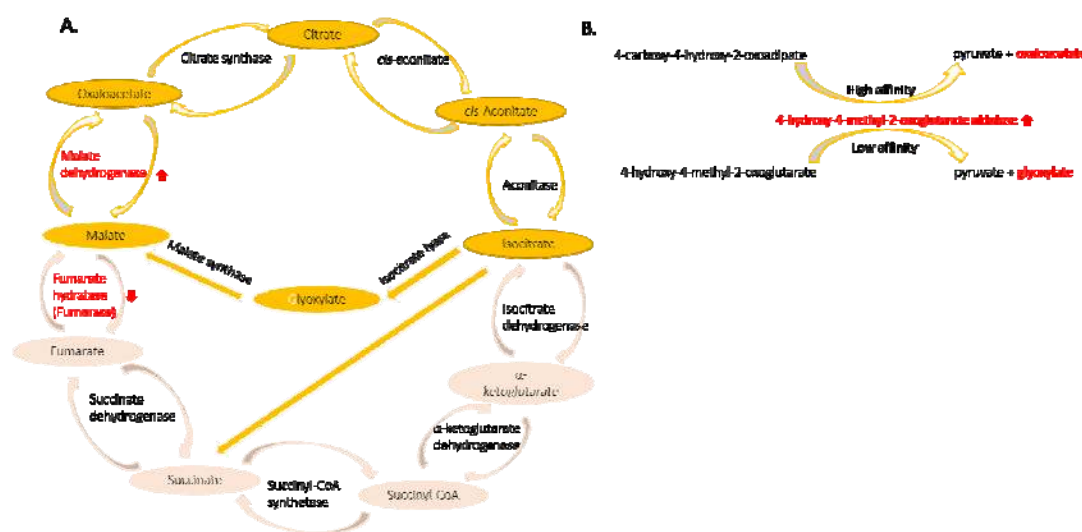 A.
Citrate
Citrate synthase
cis-aconitate
Oxaloacetate
cis Aconitate
Malate
dehydrogenase
Aconitase
Malate
Isocitrate
Malate synthase
Isocitrate lyase
Glyoxylate
Fumarate
hydratase
(Fumarase)
Isocitrate
dehydrogenase
Fumarate
α-
ketoglutarate
Succinate
dehydrogenase
α-ketoglutarate
dehydrogenase
Succinate
Succinyl-CoA
synthetase
Succinyl CoA
B.
4-carboxy-4-hydroxy-2-oxoadipate
pyruvate + oxaloacetate
High affinity
4-hydroxy-4-methyl-2-oxoglutarate aldolase
Low affinity
4-hydroxy-4-methyl-2-oxoglutarate
pyruvate + glyoxylate